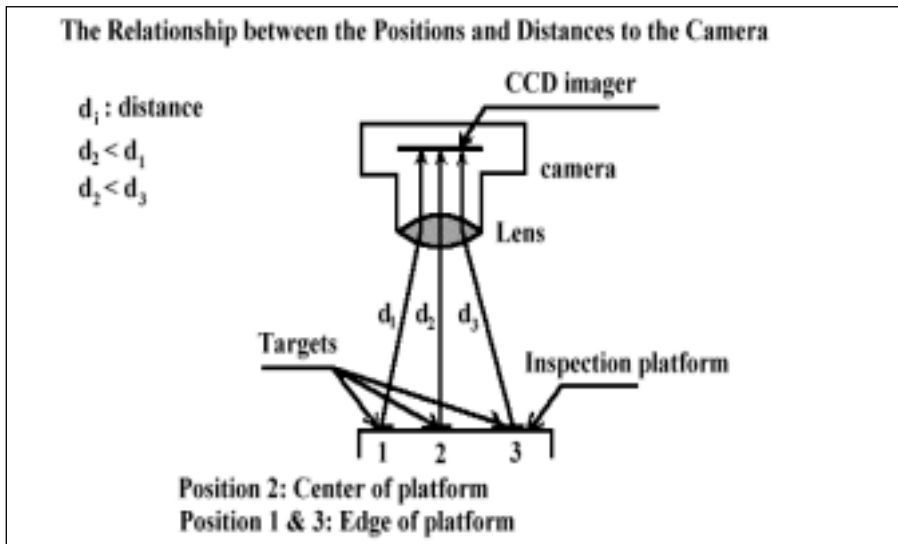 The Relationship between the Positions and Distances to the Camera
CCD imager
dᵢ : distance
d₂ < d₁
d₂ < d₃
camera
Lens
d₁ d₂ d₃
Targets
Inspection platform
1 2 3
Position 2: Center of platform
Position 1 & 3: Edge of platform